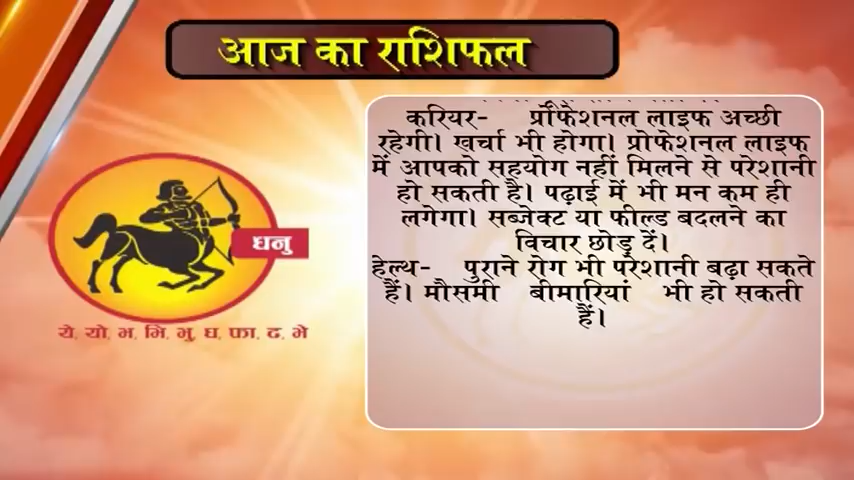 आज का राशिफल
करियर- प्रोफेशनल लाइफ अच्छी
रहेगी। खर्चा भी होगा। प्रोफेशनल लाइफ
में आपको सहयोग नहीं मिलने से परेशानी
हो सकती है। पढ़ाई में भी मन कम ही
लगेगा। सब्जेक्ट या फील्ड बदलने का
विचार छोड़ दें।
हेल्थ- पुराने रोग भी परेशानी बढ़ा सकते
हैं। मौसमी बीमारियां भी हो सकती
हैं।
धनु
ये, यो, भ, भि, भु, ध, फ़ा, द, भे